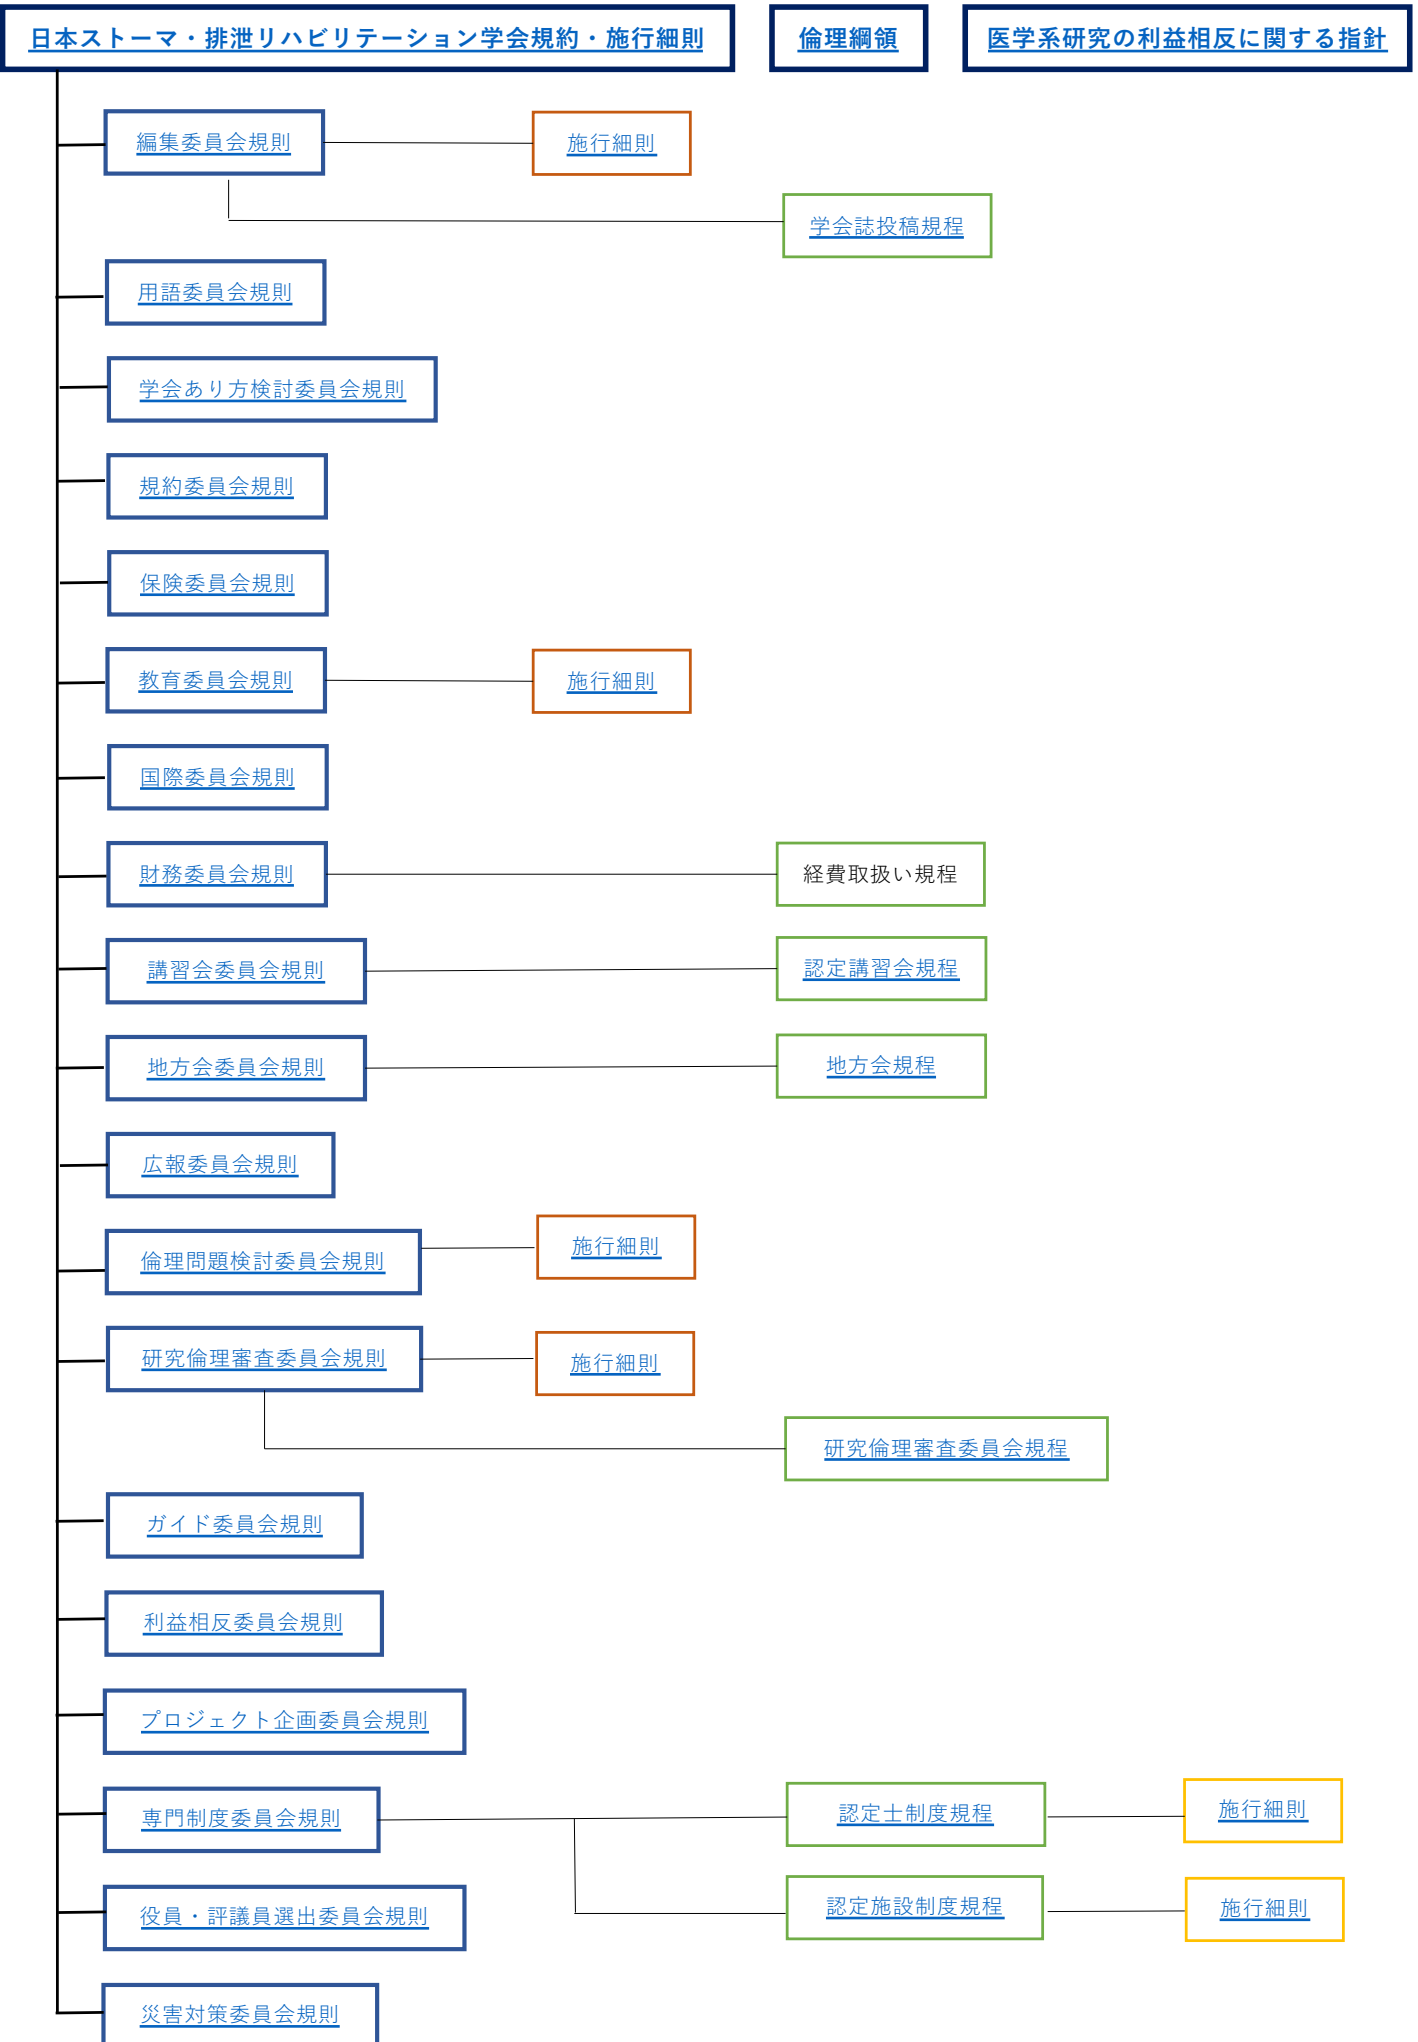 日本ストーマ・排泄リハビリテーション学会規約・施行細則
倫理綱領
医学系研究の利益相反に関する指針
編集委員会規則
施行細則
学会誌投稿規程
用語委員会規則
学会あり方検討委員会規則
規約委員会規則
保険委員会規則
教育委員会規則
施行細則
国際委員会規則
財務委員会規則
経費取扱い規程
講習会委員会規則
認定講習会規程
地方会委員会規則
地方会規程
広報委員会規則
倫理問題検討委員会規則
施行細則
研究倫理審査委員会規則
施行細則
研究倫理審査委員会規程
ガイド委員会規則
利益相反委員会規則
プロジェクト企画委員会規則
専門制度委員会規則
認定士制度規程
施行細則
役員・評議員選出委員会規則
認定施設制度規程
施行細則
災害対策委員会規則